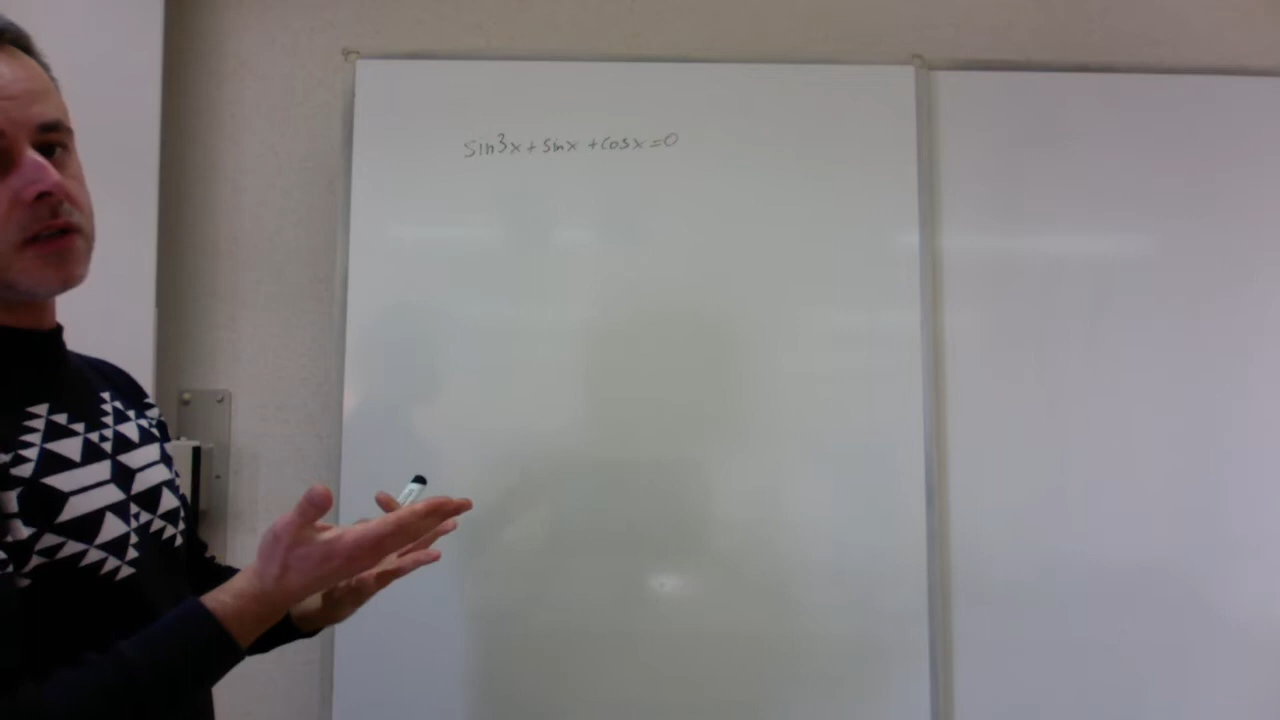 sin³x + sinx + cosx = 0